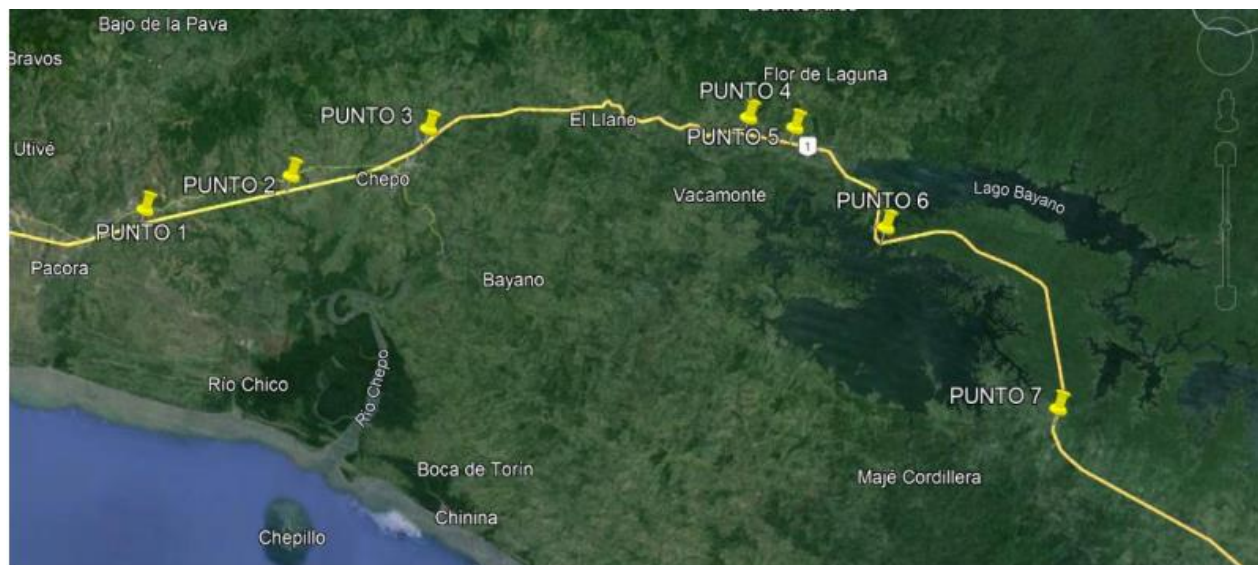 Bajo de la Pava
Bravos
Flor de Laguna
PUNTO 4
PUNTO 3
El Llano
PUNTO 5
1
Utivé
PUNTO 2
Chepo
Vacamonte
Lago Bayano
PUNTO 6
PUNTO 1
Pacora
Bayano
Río Chico
Río Chepo
PUNTO 7
Boca de Torín
Majé Cordillera
Chinina
Chepillo